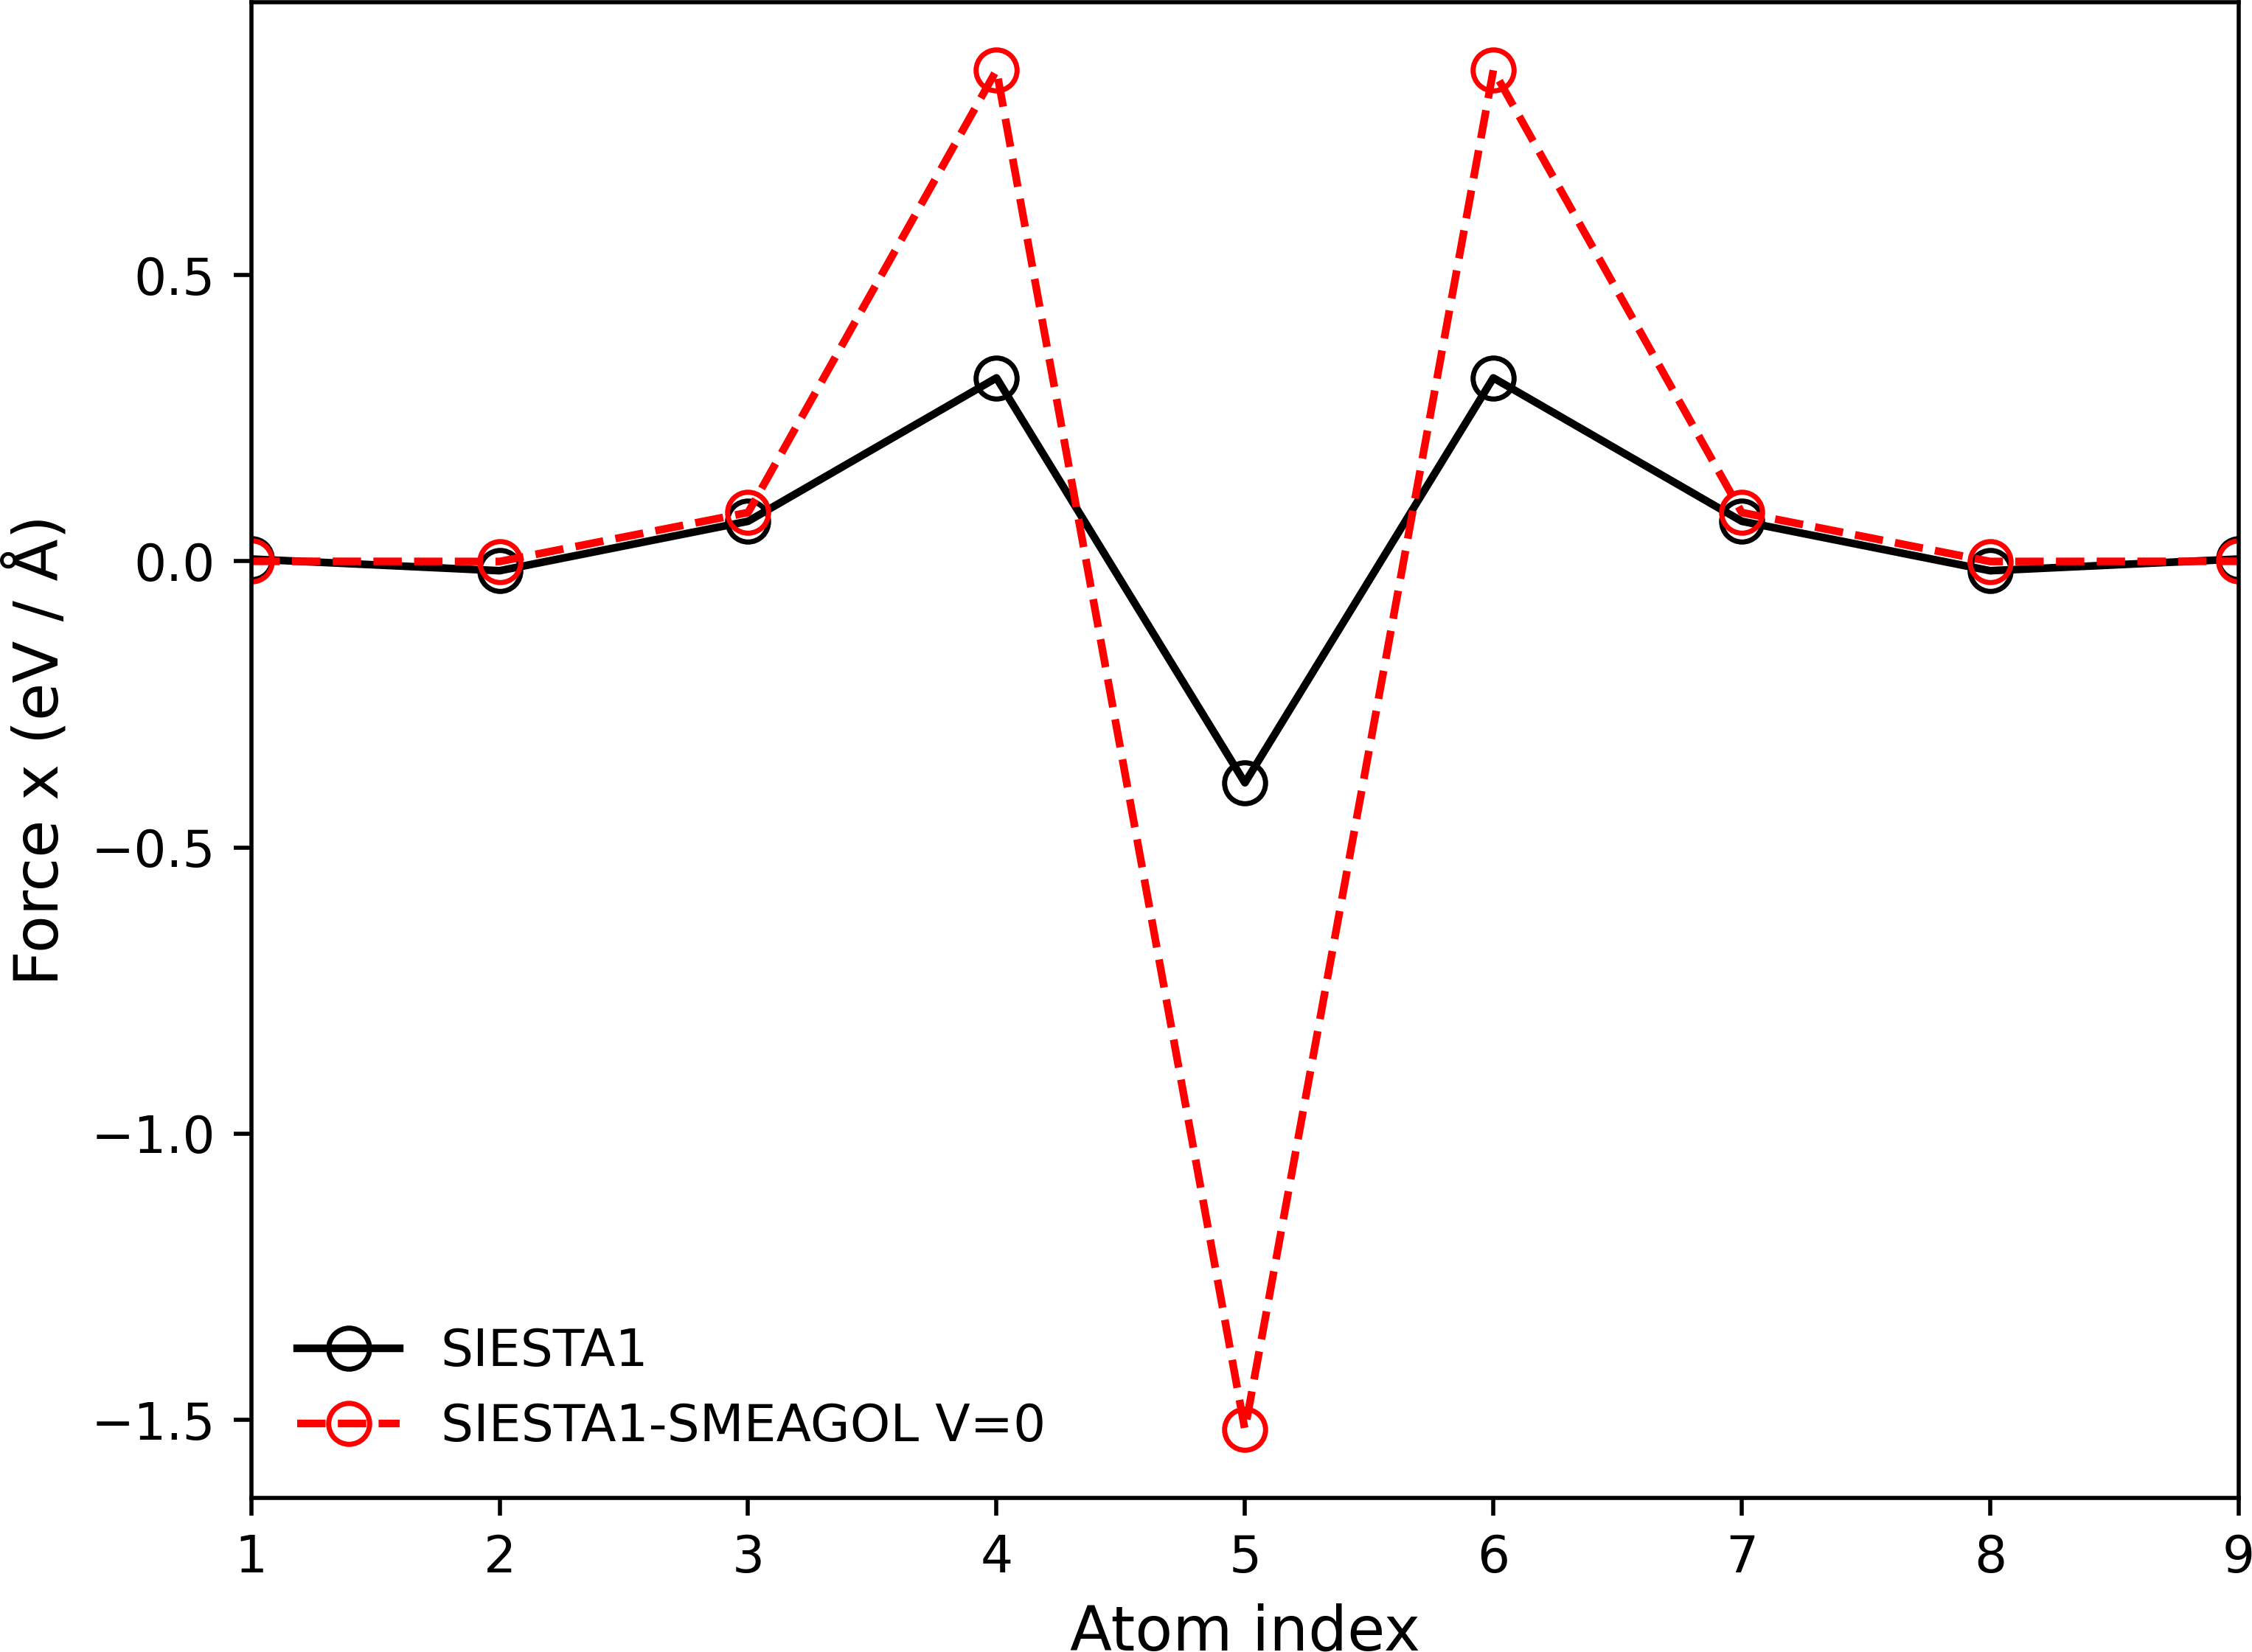 Force x (eV / Å)
0.5
0.0
−0.5
−1.0
−1.5
SIESTA1
SIESTA1-SMEAGOL V=0
1 2 3 4 5 6 7 8 9
Atom index